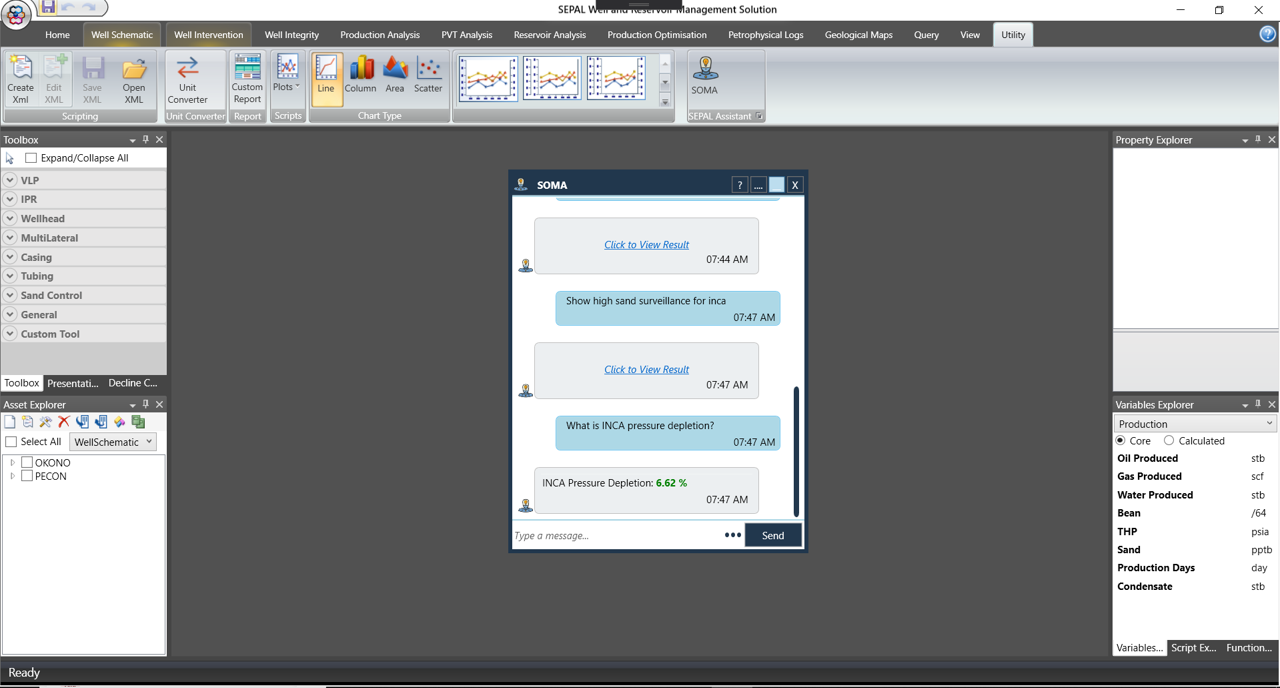 SEPAL Well and Reservoir Management Solution
Home Well Schematic Well Intervention Well Integrity Production Analysis PVT Analysis Reservoir Analysis Production Optimisation Petrophysical Logs Geological Maps Query View Utility
?
Create Xml
Edit XML
Save XML
Open XML
Scripting
Unit Converter
Unit Converter
Custom Report
Report
Plots
Scripts
Line
Column
Area
Scatter
Chart Type
SOMA
SEPAL Assistant
Toolbox
Expand/Collapse All
VLP
IPR
Wellhead
MultiLateral
Casing
Tubing
Sand Control
General
Custom Tool
Toolbox Presentati... Decline C...
Asset Explorer
Select All WellSchematic
OKONO
PECON
SOMA ? .... X
Click to View Result
07:44 AM
Show high sand surveillance for inca
07:47 AM
Click to View Result
07:47 AM
What is INCA pressure depletion?
07:47 AM
INCA Pressure Depletion: 6.62 %
07:47 AM
Type a message... Send
Property Explorer
Variables Explorer
Production
Core Calculated
Oil Produced stb
Gas Produced scf
Water Produced stb
Bean /64
THP psia
Sand pptb
Production Days day
Condensate stb
Variables... Script Ex... Function...
Ready